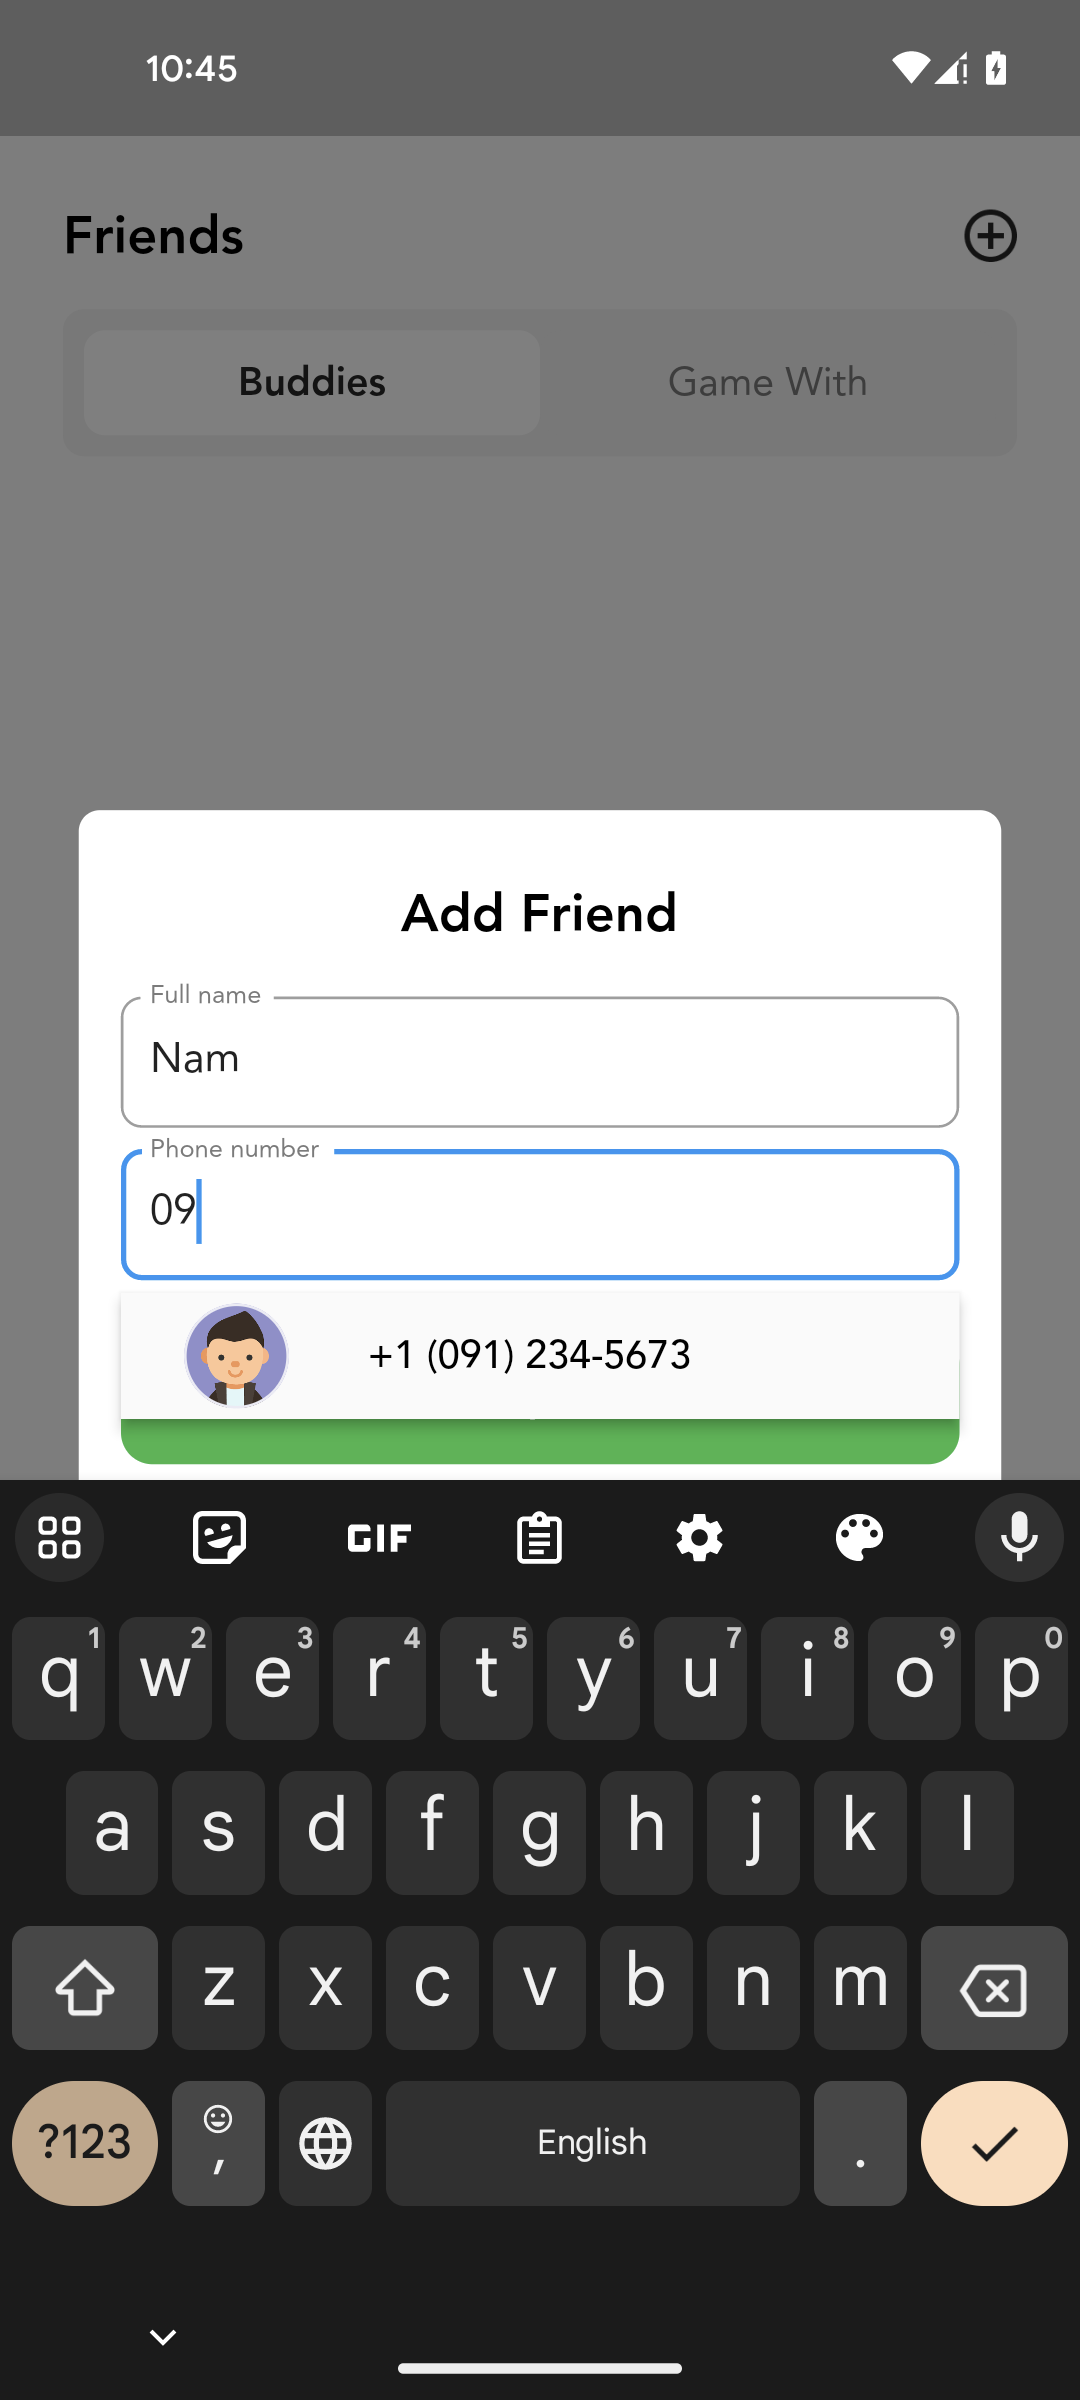 10:45
Friends
Buddies
Game With
Add Friend
Full name
Nam
Phone number
09
+1 (091) 234-5673
GIF
q 1 w 2 e 3 r 4 t 5 y 6 u 7 i 8 o 9 p 0
a s d f g h j k l
z x c v b n m
?123 , English .